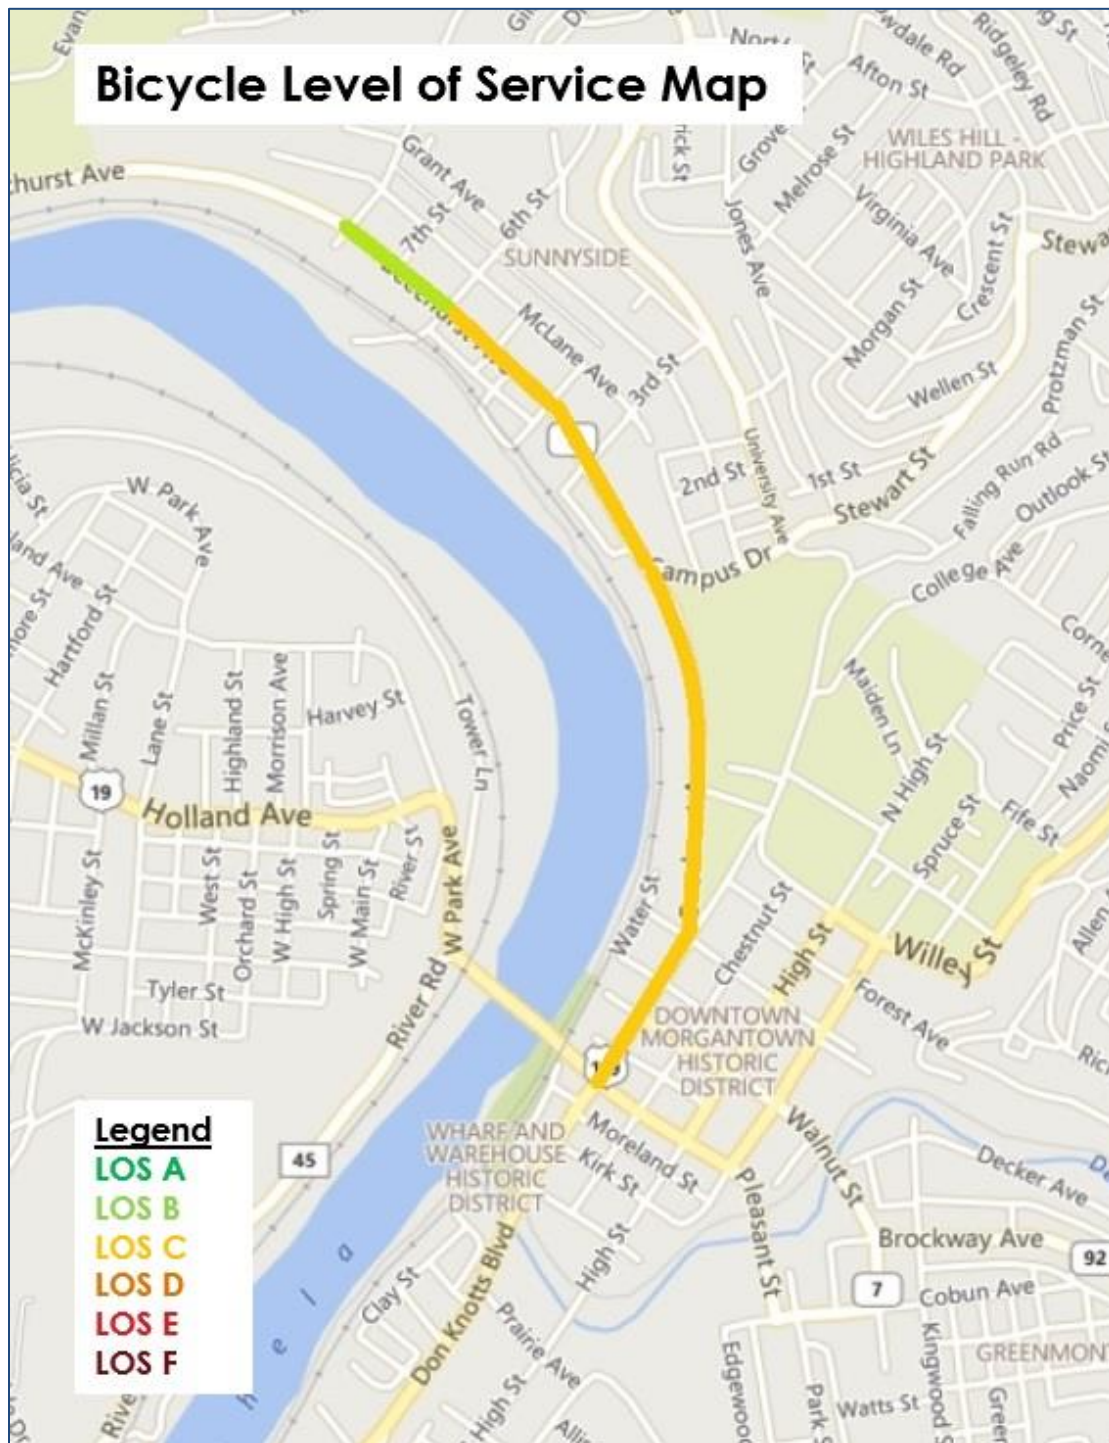 Bicycle Level of Service Map
Evan
North St
Afton St
Ridgeley Rd
WILES HILL -
HIGHLAND PARK
Grant Ave
7th St
6th St
SUNNYSIDE
Melrose St
Jones Ave
Virginia Ave
Crescent St
Morgan St
McLane Ave
3rd St
Wellen St
Protzman St
University Ave
2nd St
1st St
Stewart St
Falling Run Rd
Outlook St
College Ave
Campus Dr
W Park Ave
Hartford St
Millan St
Lane St
Highland St
Morrison Ave
Harvey St
Tower Ln
Maiden Ln
N High St
Price St
Spruce St
Fife St
19
Holland Ave
McKinley St
West St
Orchard St
W High St
Spring St
W Main St
River St
W Park Ave
Water St
Chestnut St
High St
Willey St
Tyler St
W Jackson St
River Rd
Forest Ave
DOWNTOWN
MORGANTOWN
HISTORIC
DISTRICT
WHARF AND
WAREHOUSE
HISTORIC
DISTRICT
Moreland St
Kirk St
Walnut St
Pleasant St
Decker Ave
Brockway Ave
92
7
Cobun Ave
45
High St
Clay St
Don Knotts Blvd
Prairie Ave
High St
Kingwood St
Park St
Watts St
h e l a
Legend
LOS A
LOS B
LOS C
LOS D
LOS E
LOS F